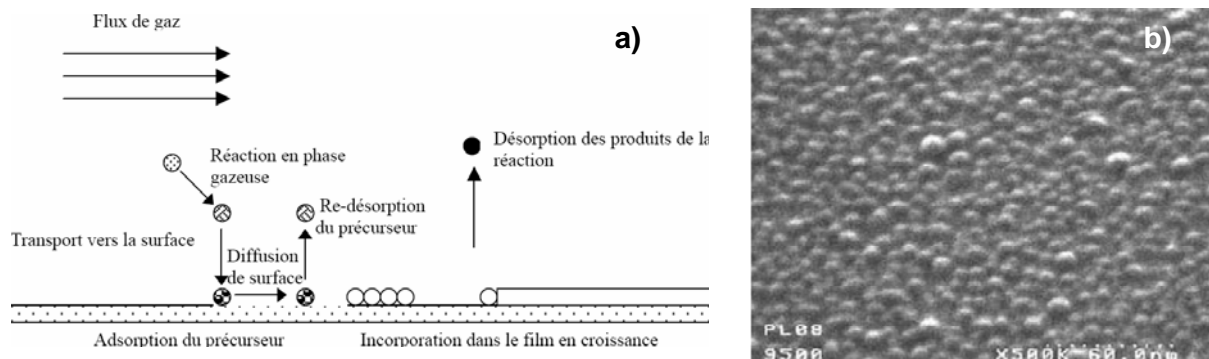 Flux de gaz
a)
Réaction en phase
gazeuse
Désorption des produits de la
réaction
Re-désorption
du précurseur
Transport vers la surface
Diffusion
de surface
Adsorption du précurseur
Incorporation dans le film en croissance
b)
PL08
9500 X500K 60.0nm